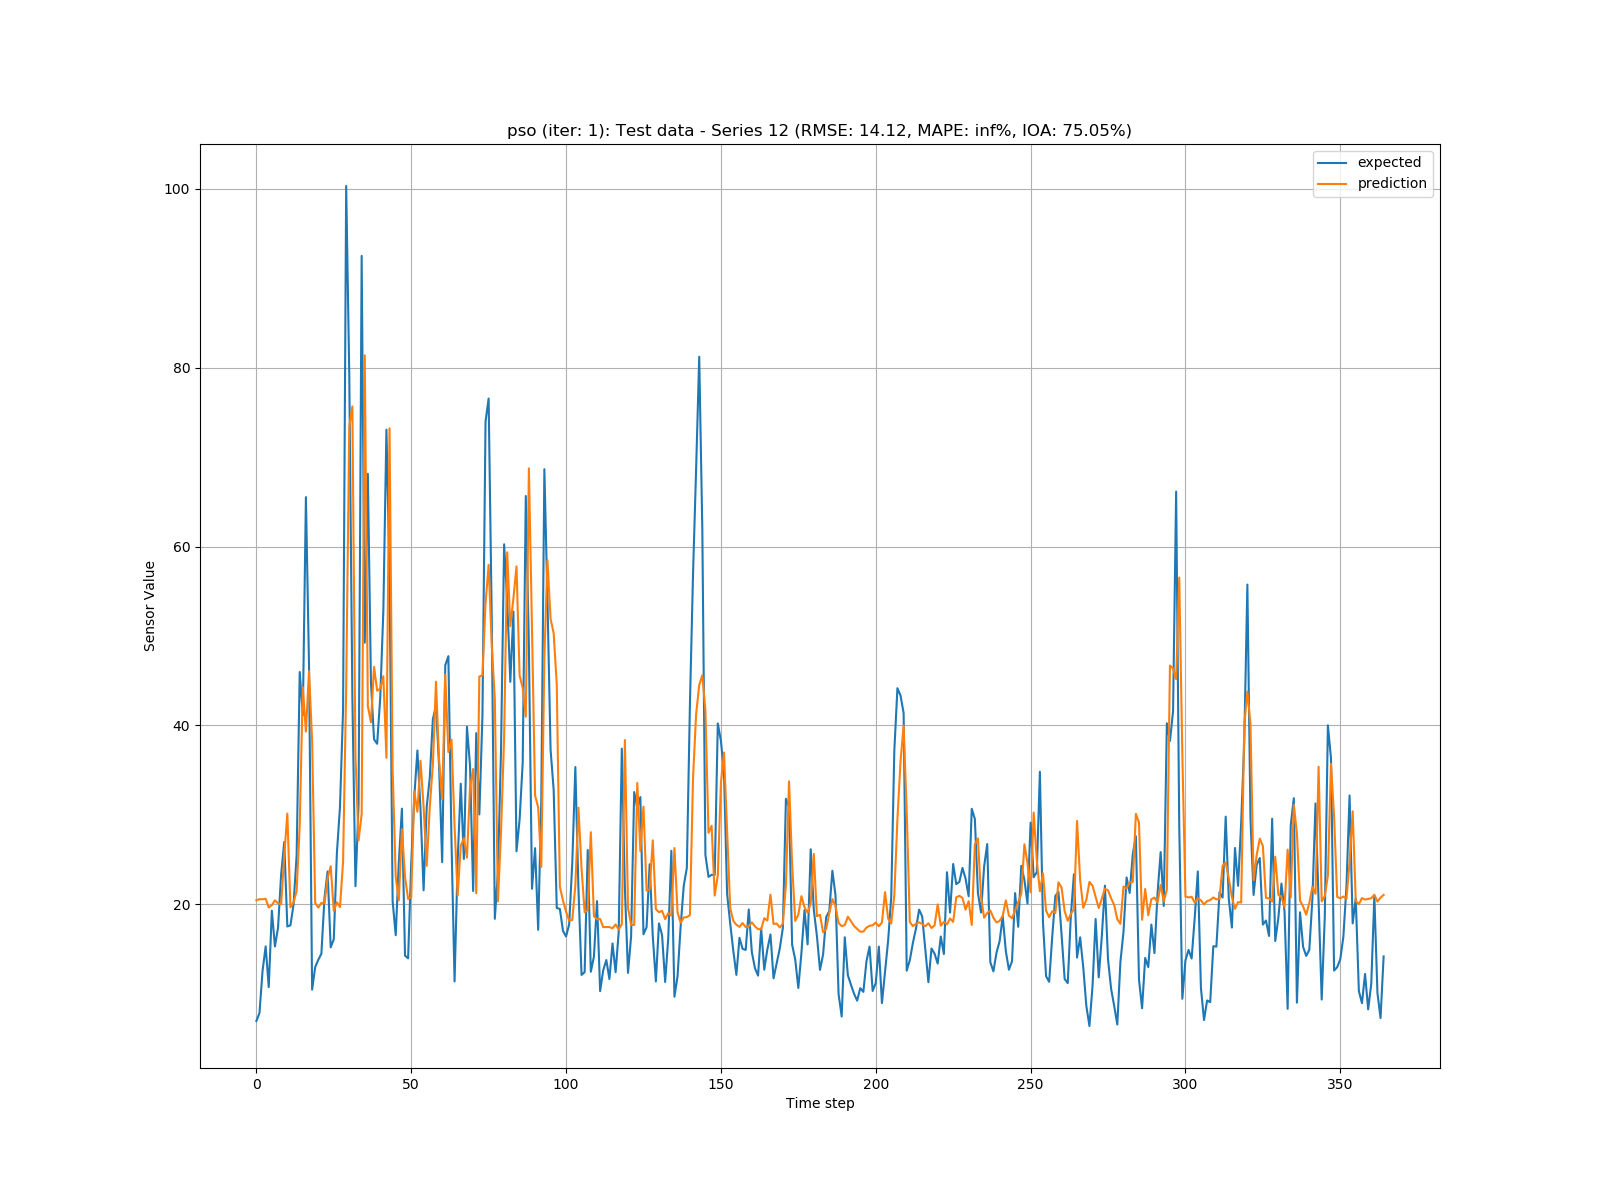 pso (iter: 1): Test data - Series 12 (RMSE: 14.12, MAPE: inf%, IOA: 75.05%)
expected
prediction
100
80
60
40
20
Sensor Value
0 50 100 150 200 250 300 350
Time step